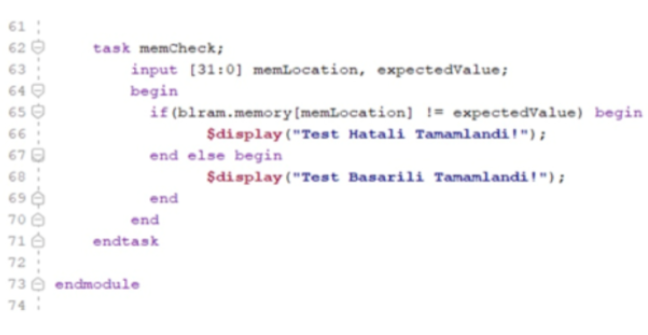 61
62 task memCheck;
63 input [31:0] memLocation, expectedValue;
64 begin
65 if(blram.memory[memLocation] != expectedValue) begin
66 $display("Test Hatali Tamamlandi!");
67 end else begin
68 $display("Test Basarili Tamamlandi!");
69 end
70 end
71 endtask
72
73 endmodule
74